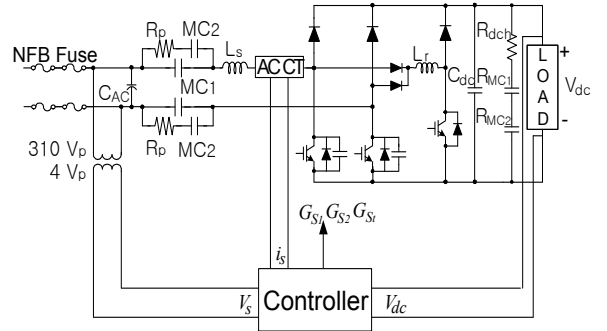 NFB Fuse
Rp
MC2
Ls
AC CT
CAC
MC1
Rp
MC2
310 Vp
4 Vp
Lr
Cdc
Rdch
RMC1
RMC2
LOAD
+
-
Vdc
GS1 GS2 GSt
is
Vs
Controller
Vdc